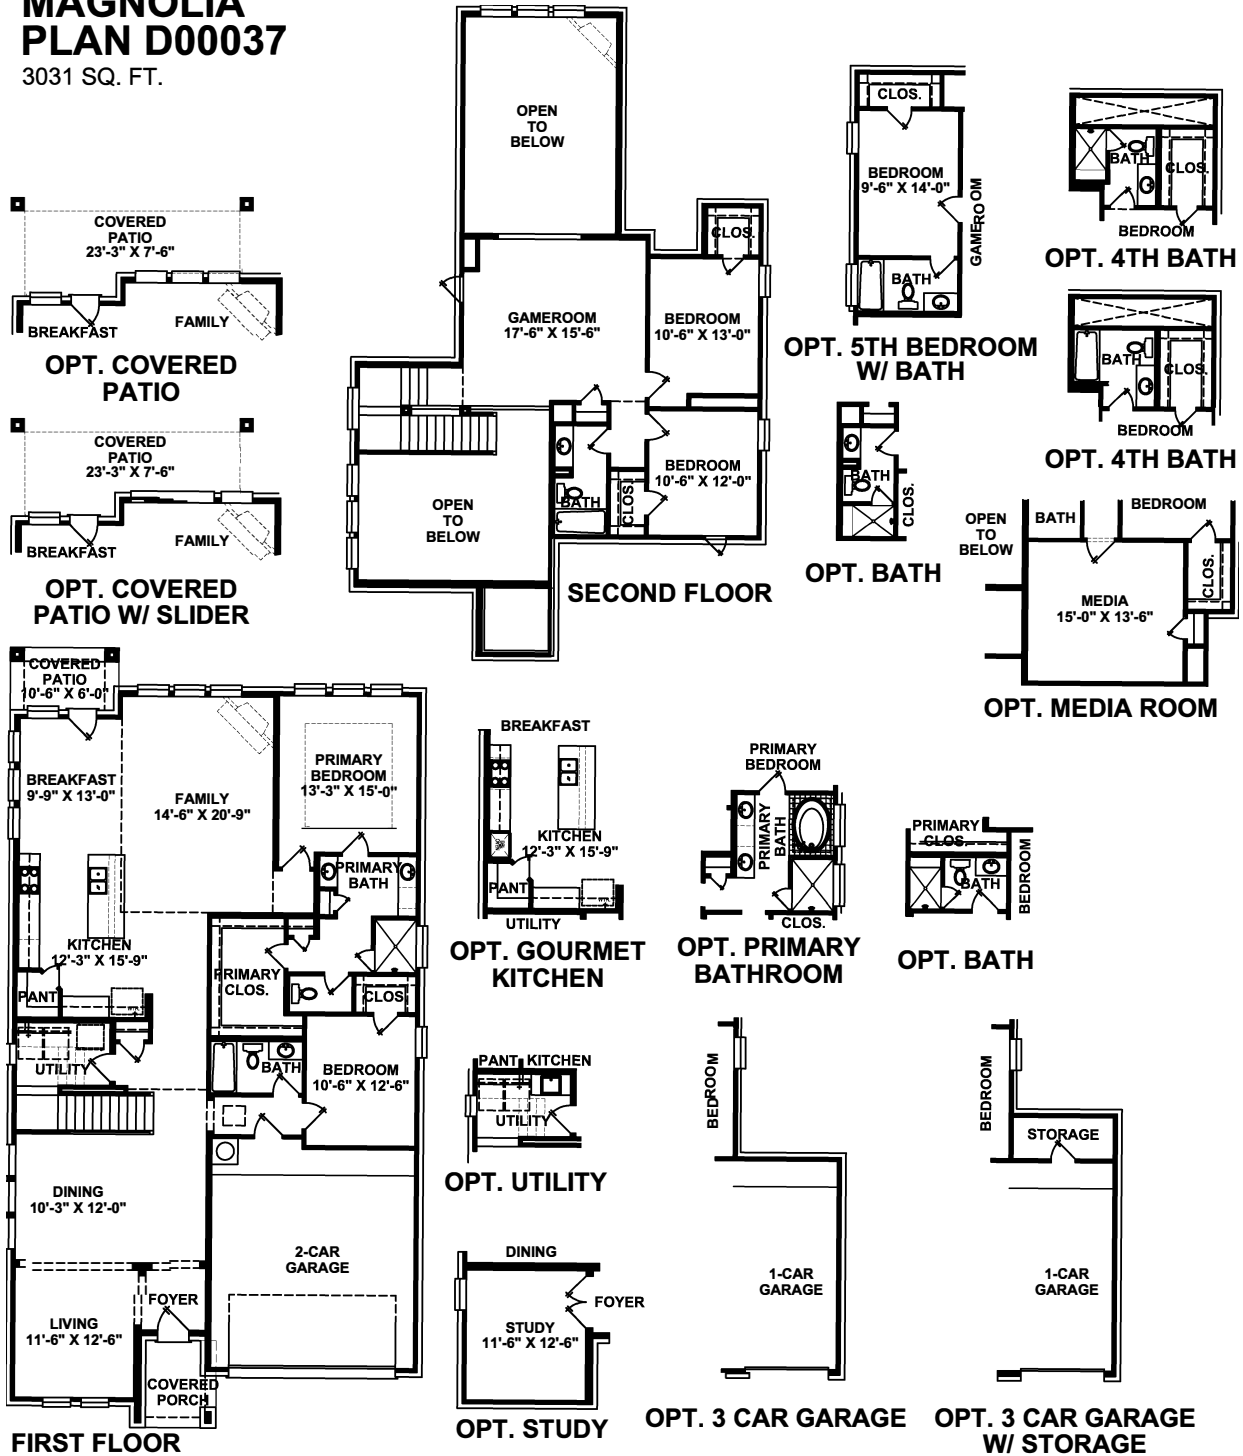 MAGNOLIA
PLAN D00037
3031 SQ. FT.
COVERED
PATIO
23'-3" X 7'-6"
BREAKFAST
FAMILY
OPT. COVERED
PATIO
COVERED
PATIO
23'-3" X 7'-6"
BREAKFAST
FAMILY
OPT. COVERED
PATIO W/ SLIDER
OPEN
TO
BELOW
CLOS.
GAMEROOM
17'-6" X 15'-6"
BEDROOM
10'-6" X 13'-0"
BEDROOM
10'-6" X 12'-0"
BATH
CLOS.
OPEN
TO
BELOW
SECOND FLOOR
CLOS.
BEDROOM
9'-6" X 14'-0"
GAMEROOM
BATH
OPT. 5TH BEDROOM
W/ BATH
BATH
CLOS.
BEDROOM
OPT. 4TH BATH
BATH
CLOS.
BEDROOM
OPT. 4TH BATH
BATH
CLOS.
OPT. BATH
OPEN
TO
BELOW
BATH
BEDROOM
CLOS.
MEDIA
15'-0" X 13'-6"
OPT. MEDIA ROOM
COVERED
PATIO
10'-6" X 6'-0"
BREAKFAST
9'-9" X 13'-0"
FAMILY
14'-6" X 20'-9"
PRIMARY
BEDROOM
13'-3" X 15'-0"
PRIMARY
BATH
KITCHEN
12'-3" X 15'-9"
PANT
PRIMARY
CLOS.
CLOS
UTILITY
BATH
BEDROOM
10'-6" X 12'-6"
DINING
10'-3" X 12'-0"
2-CAR
GARAGE
FOYER
LIVING
11'-6" X 12'-6"
COVERED
PORCH
FIRST FLOOR
BREAKFAST
KITCHEN
12'-3" X 15'-9"
PANT
UTILITY
OPT. GOURMET
KITCHEN
PRIMARY
BEDROOM
PRIMARY
BATH
CLOS.
OPT. PRIMARY
BATHROOM
PRIMARY
CLOS.
BATH
BEDROOM
OPT. BATH
PANT
KITCHEN
UTILITY
OPT. UTILITY
DINING
FOYER
STUDY
11'-6" X 12'-6"
OPT. STUDY
BEDROOM
1-CAR
GARAGE
OPT. 3 CAR GARAGE
BEDROOM
STORAGE
1-CAR
GARAGE
OPT. 3 CAR GARAGE
W/ STORAGE